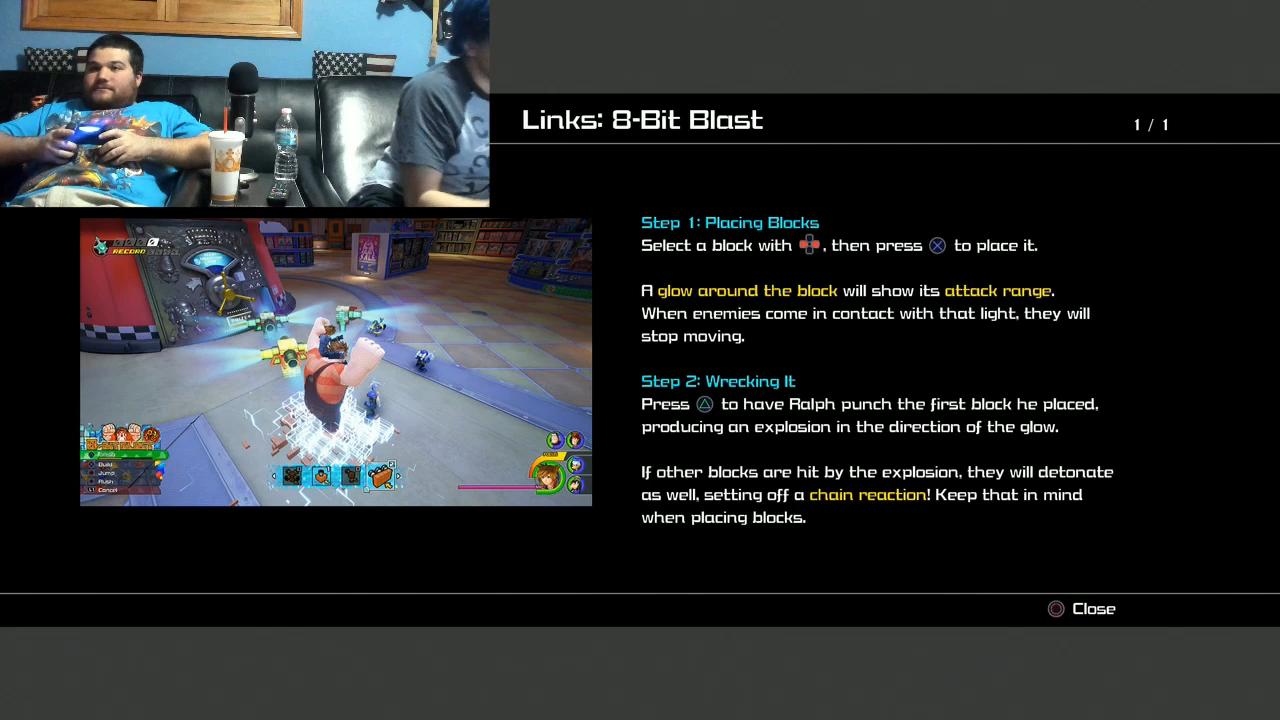 Links: 8-Bit Blast
1 / 1
Step 1: Placing Blocks
Select a block with , then press to place it.
A glow around the block will show its attack range.
When enemies come in contact with that light, they will
stop moving.
Step 2: Wrecking It
Press to have Ralph punch the first block he placed,
producing an explosion in the direction of the glow.
If other blocks are hit by the explosion, they will detonate
as well, setting off a chain reaction! Keep that in mind
when placing blocks.
RECORD
Build
Jump
Rush
Cancel
Close